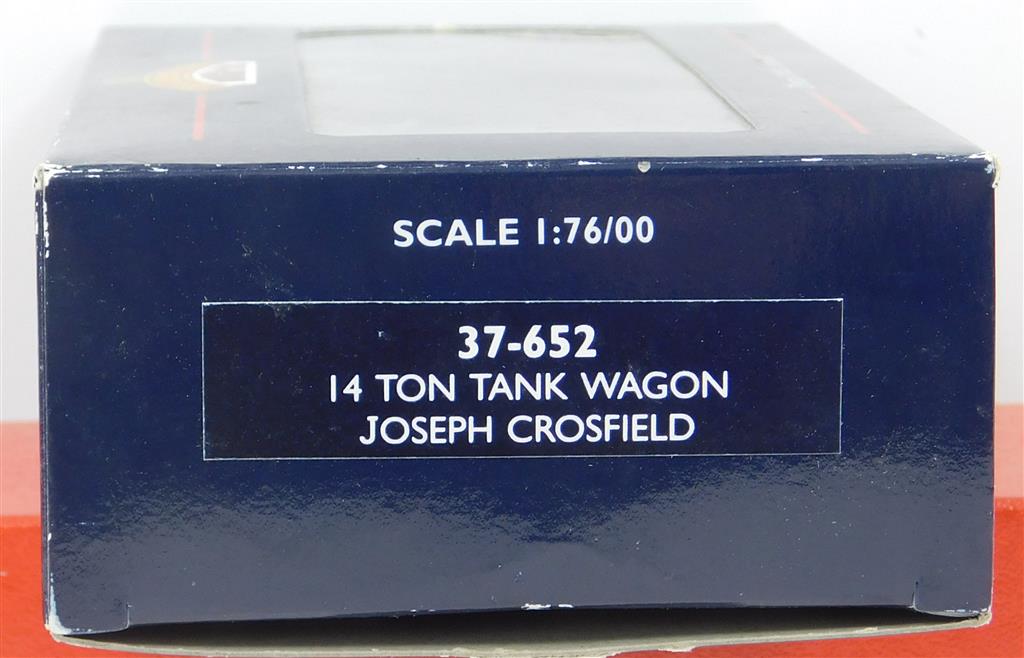 SCALE 1:76/00
37-652
14 TON TANK WAGON
JOSEPH CROSFIELD